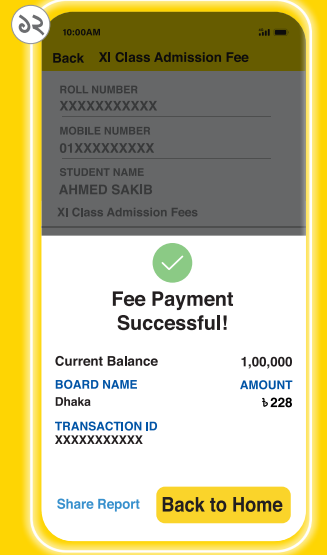 ১২
10:00AM
Back XI Class Admission Fee
ROLL NUMBER
XXXXXXXXXXX
MOBILE NUMBER
01XXXXXXXXX
STUDENT NAME
AHMED SAKIB
XI Class Admission Fees
Fee Payment
Successful!
Current Balance 1,00,000
BOARD NAME AMOUNT
Dhaka ৳ 228
TRANSACTION ID
XXXXXXXXXXX
Share Report Back to Home